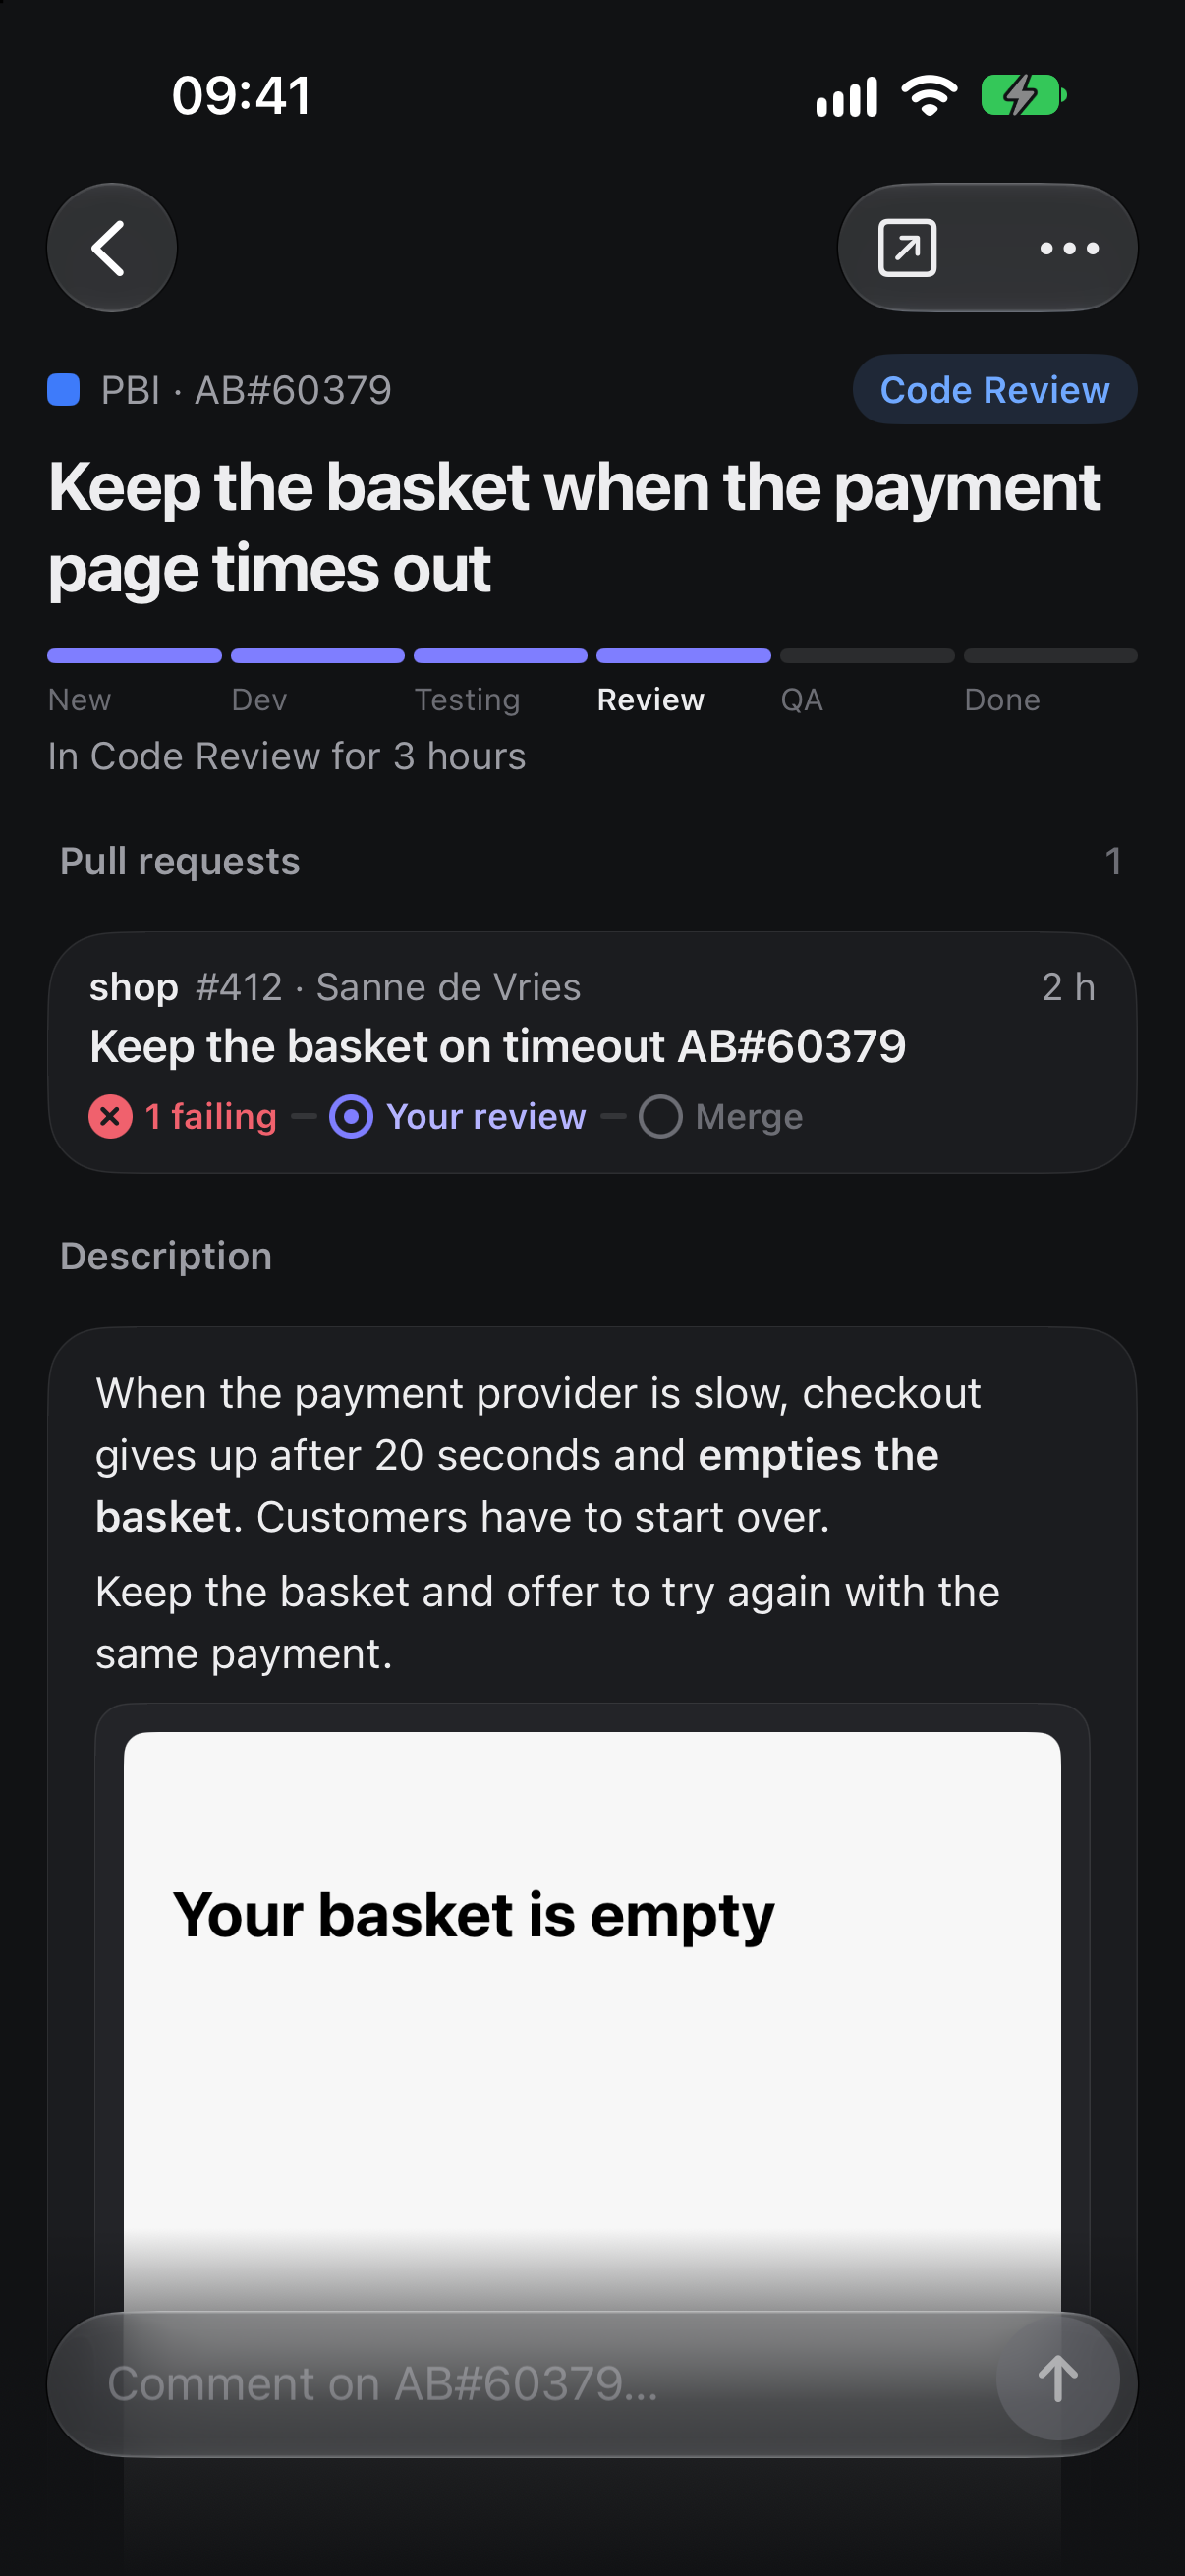 09:41
PBI · AB#60379
Code Review
Keep the basket when the payment
page times out
New
Dev
Testing
Review
QA
Done
In Code Review for 3 hours
Pull requests
1
shop #412 · Sanne de Vries
2 h
Keep the basket on timeout AB#60379
1 failing
Your review
Merge
Description
When the payment provider is slow, checkout
gives up after 20 seconds and empties the
basket. Customers have to start over.
Keep the basket and offer to try again with the
same payment.
Your basket is empty
Comment on AB#60379...